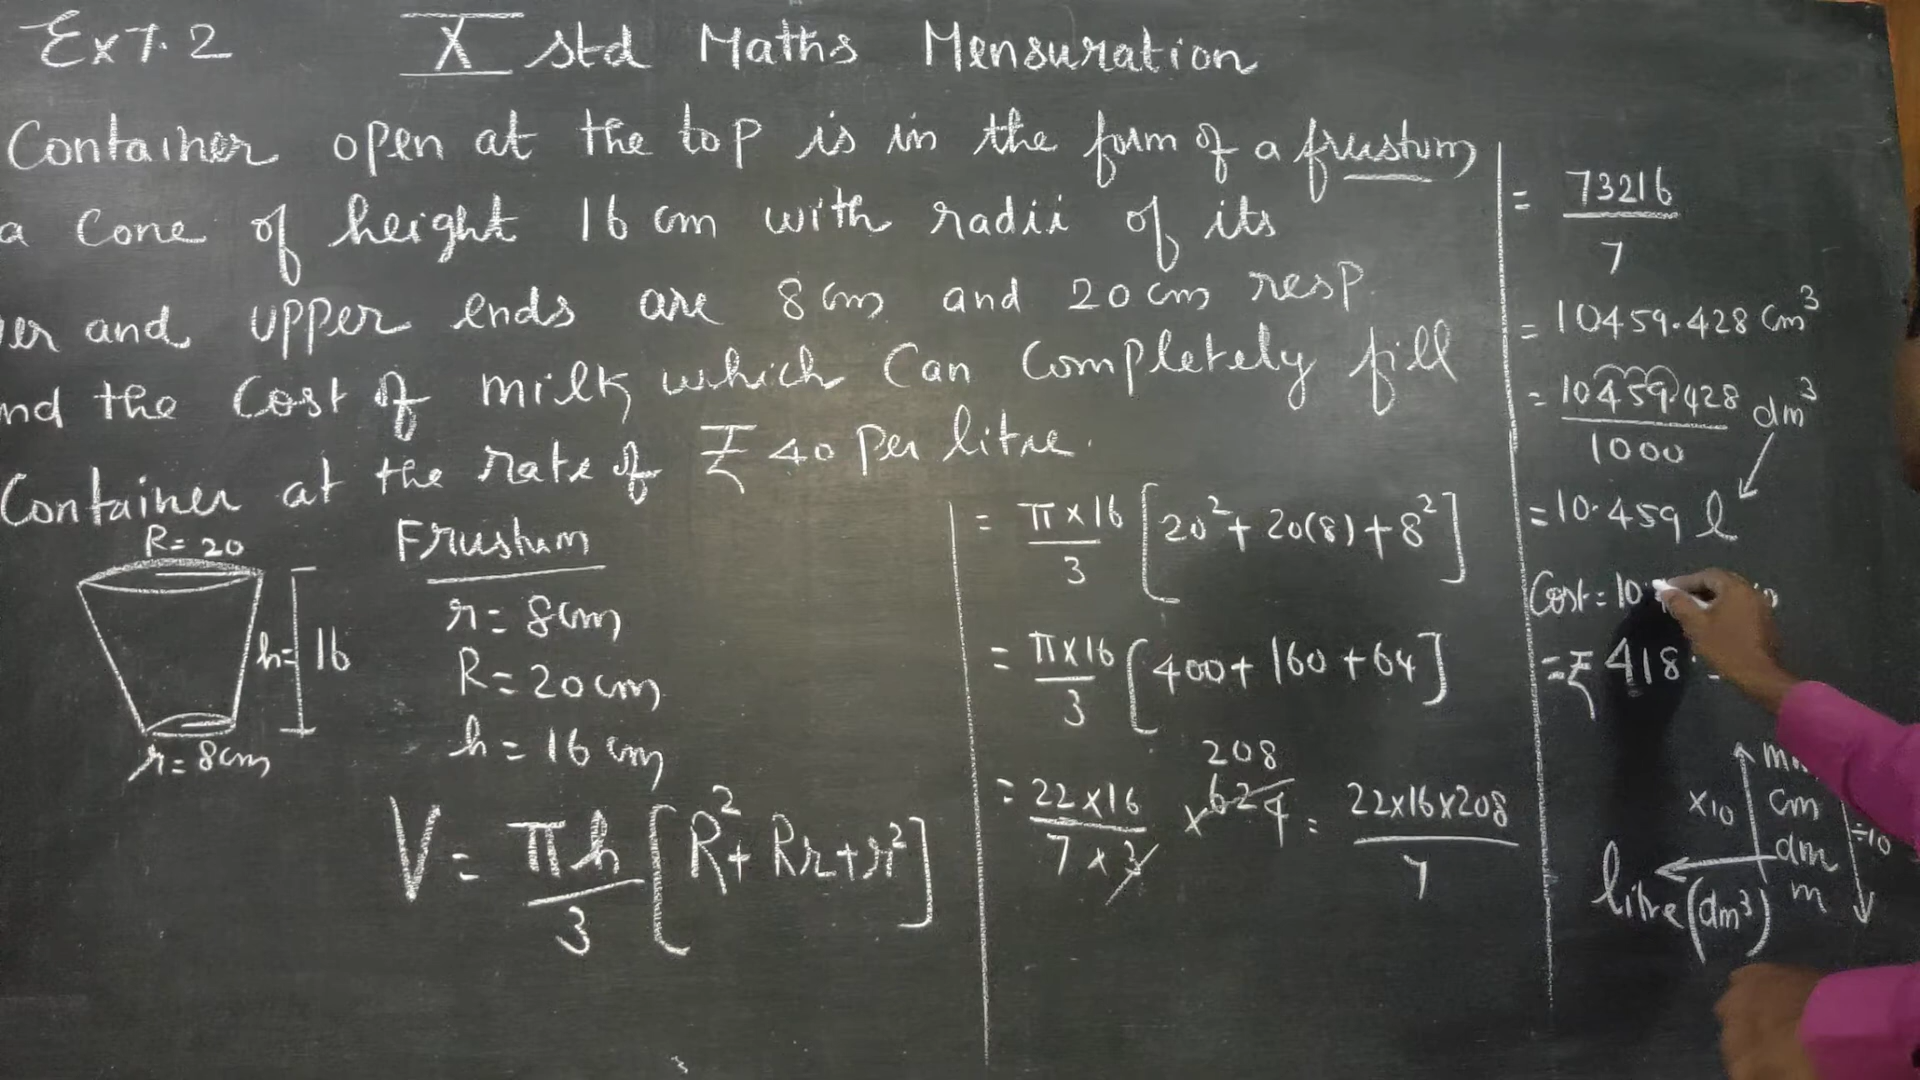 Ex 7.2 X std Maths Mensuration
Container open at the top is in the form of a frustum
a Cone of height 16 cm with radii of its
er and upper ends are 8cm and 20cm resp.
nd the Cost of milk which Can Completely fill
Container at the rate of ₹ 40 Per litre.
R= 20
h= 16
r= 8cm
Frustum
r= 8cm
R= 20cm
h= 16 cm
V= πh/3 [R²+ Rr+r²]
= π×16/3 [20²+ 20(8)+8²]
= π×16/3 [400+ 160+64]
208
= 22×16/7×3 ×624 = 22×16×208/7
= 73216/7
= 10459.428 cm³
= 10459.428/1000 dm³
=10.459 l
Cost= 10
=₹ 418.
×10
cm
÷10
dm
m
litre (dm³)